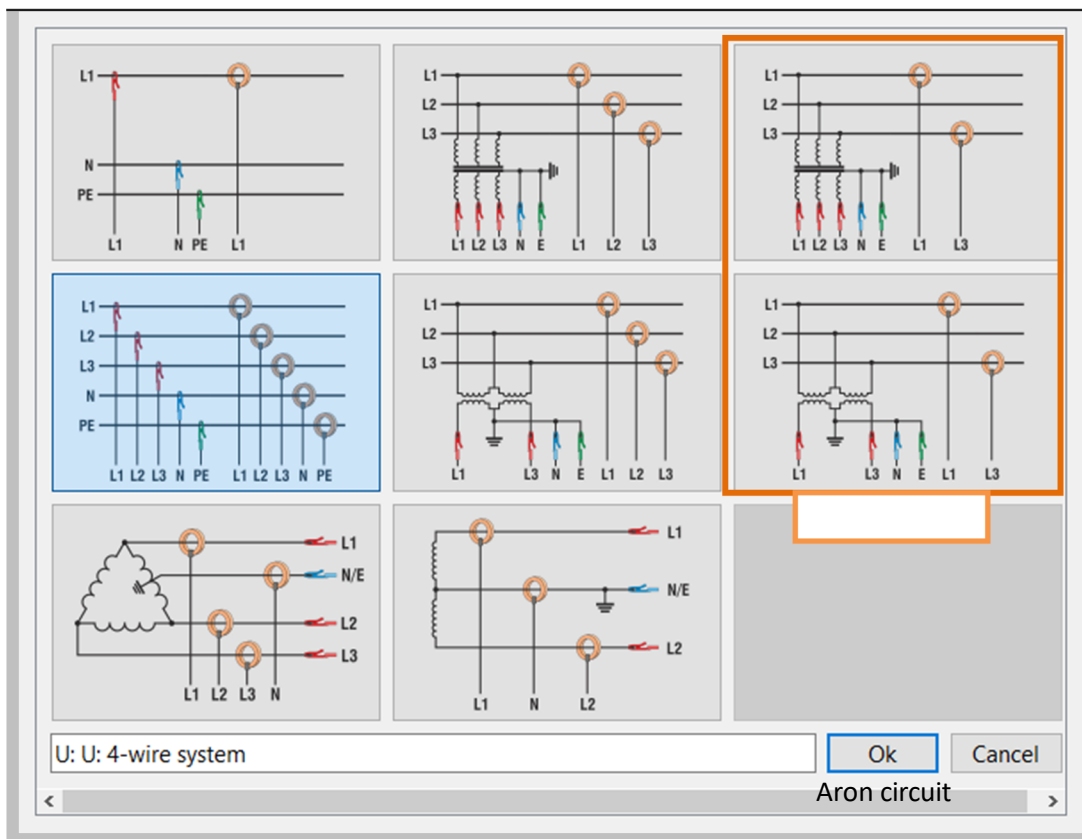 L1
N
PE
L1 N PE L1
L1
L2
L3
L1 L2 L3 N E L1 L2 L3
L1
L2
L3
L1 L2 L3 N E L1 L3
L1
L2
L3
N
PE
L1 L2 L3 N PE L1 L2 L3 N PE
L1
L2
L3
L1 L3 N E L1 L2 L3
L1
L2
L3
L1 L3 N E L1 L3
L1
N/E
L2
L3
L1 L2 L3 N
L1
N/E
L2
L1 N L2
U: U: 4-wire system
Ok
Cancel
Aron circuit